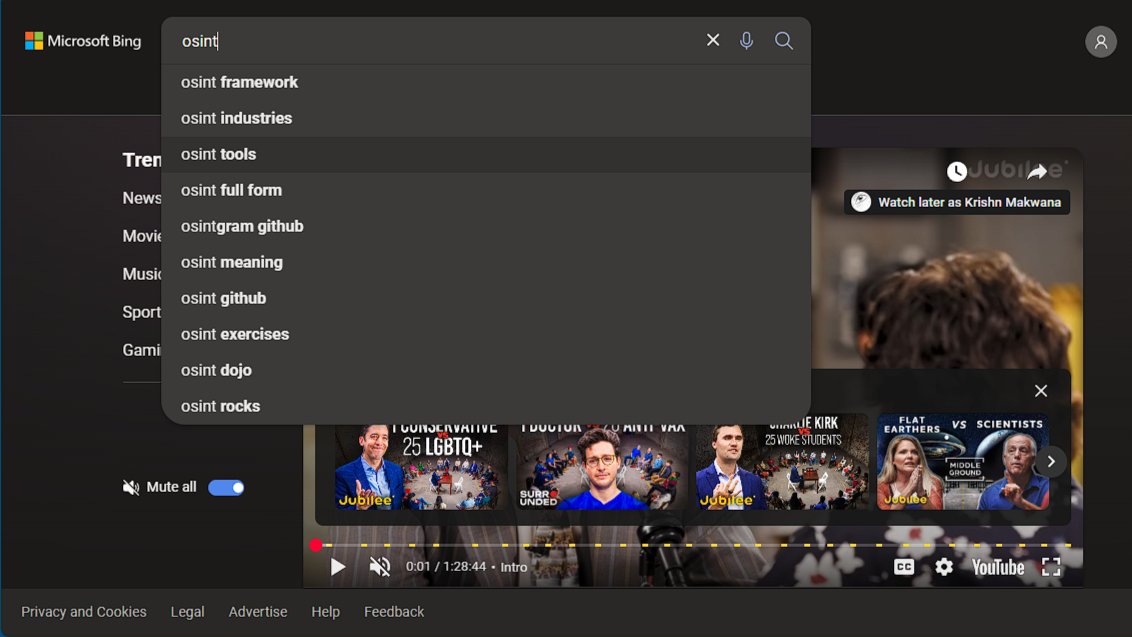 Microsoft Bing
osint
osint framework
osint industries
osint tools
osint full form
osintgram github
osint meaning
osint github
osint exercises
osint dojo
osint rocks
News
Music
Mute all
Jubilee
Watch later as Krishn Makwana
1 CONSERVATIVE
VS
25 LGBTQ+
Jubilee
1 DOCTOR VS 20 ANTI-VAX
SURROUNDED
CHARLIE KIRK
VS
25 WOKE STUDENTS
Jubilee
FLAT EARTHERS VS SCIENTISTS
MIDDLE GROUND
Jubilee
0:01 / 1:28:44 • Intro
CC
YouTube
Privacy and Cookies
Legal
Advertise
Help
Feedback